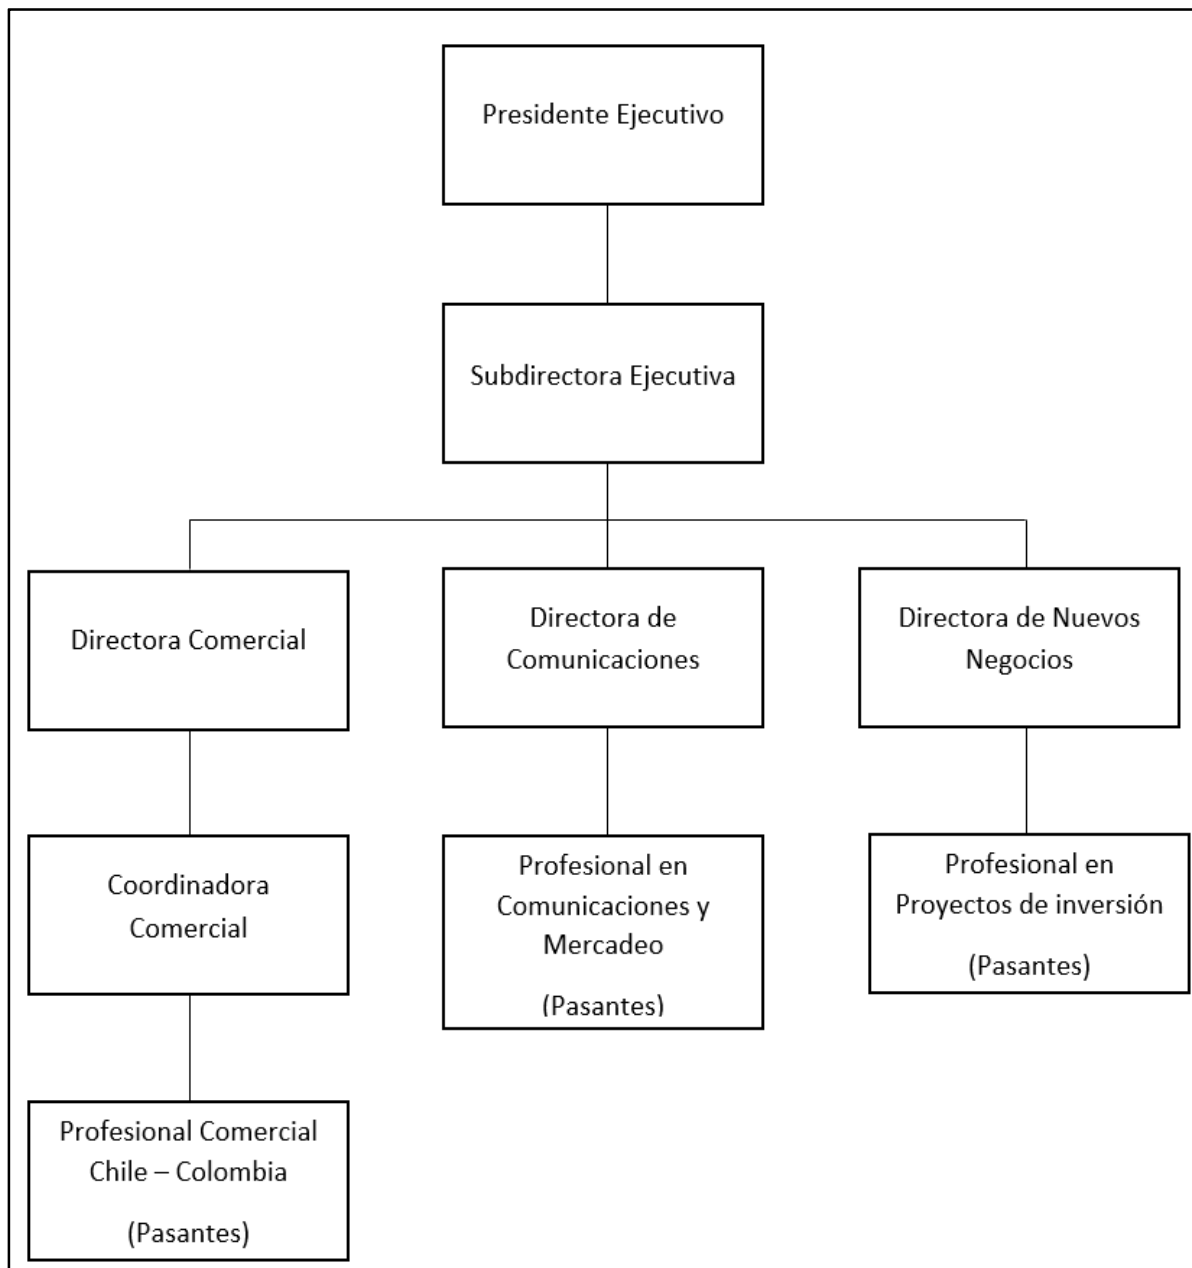 Presidente Ejecutivo
Subdirectora Ejecutiva
Directora Comercial
Directora de
Comunicaciones
Directora de Nuevos
Negocios
Coordinadora
Comercial
Profesional en
Comunicaciones y
Mercadeo
(Pasantes)
Profesional en
Proyectos de inversión
(Pasantes)
Profesional Comercial
Chile – Colombia
(Pasantes)